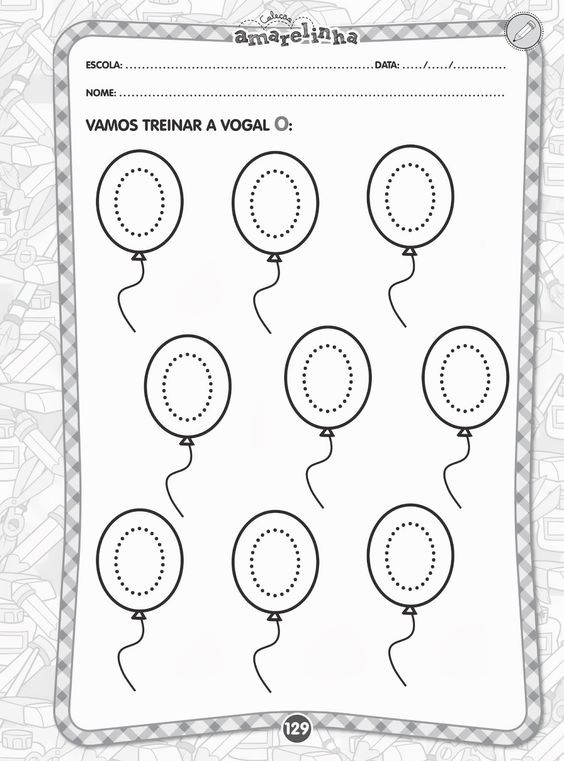 Coleção
amarelinha
ESCOLA: ............................................................ DATA: ...../...../.............
NOME: ....................................................................................................
VAMOS TREINAR A VOGAL O:
O O O
O O O
O O O
129